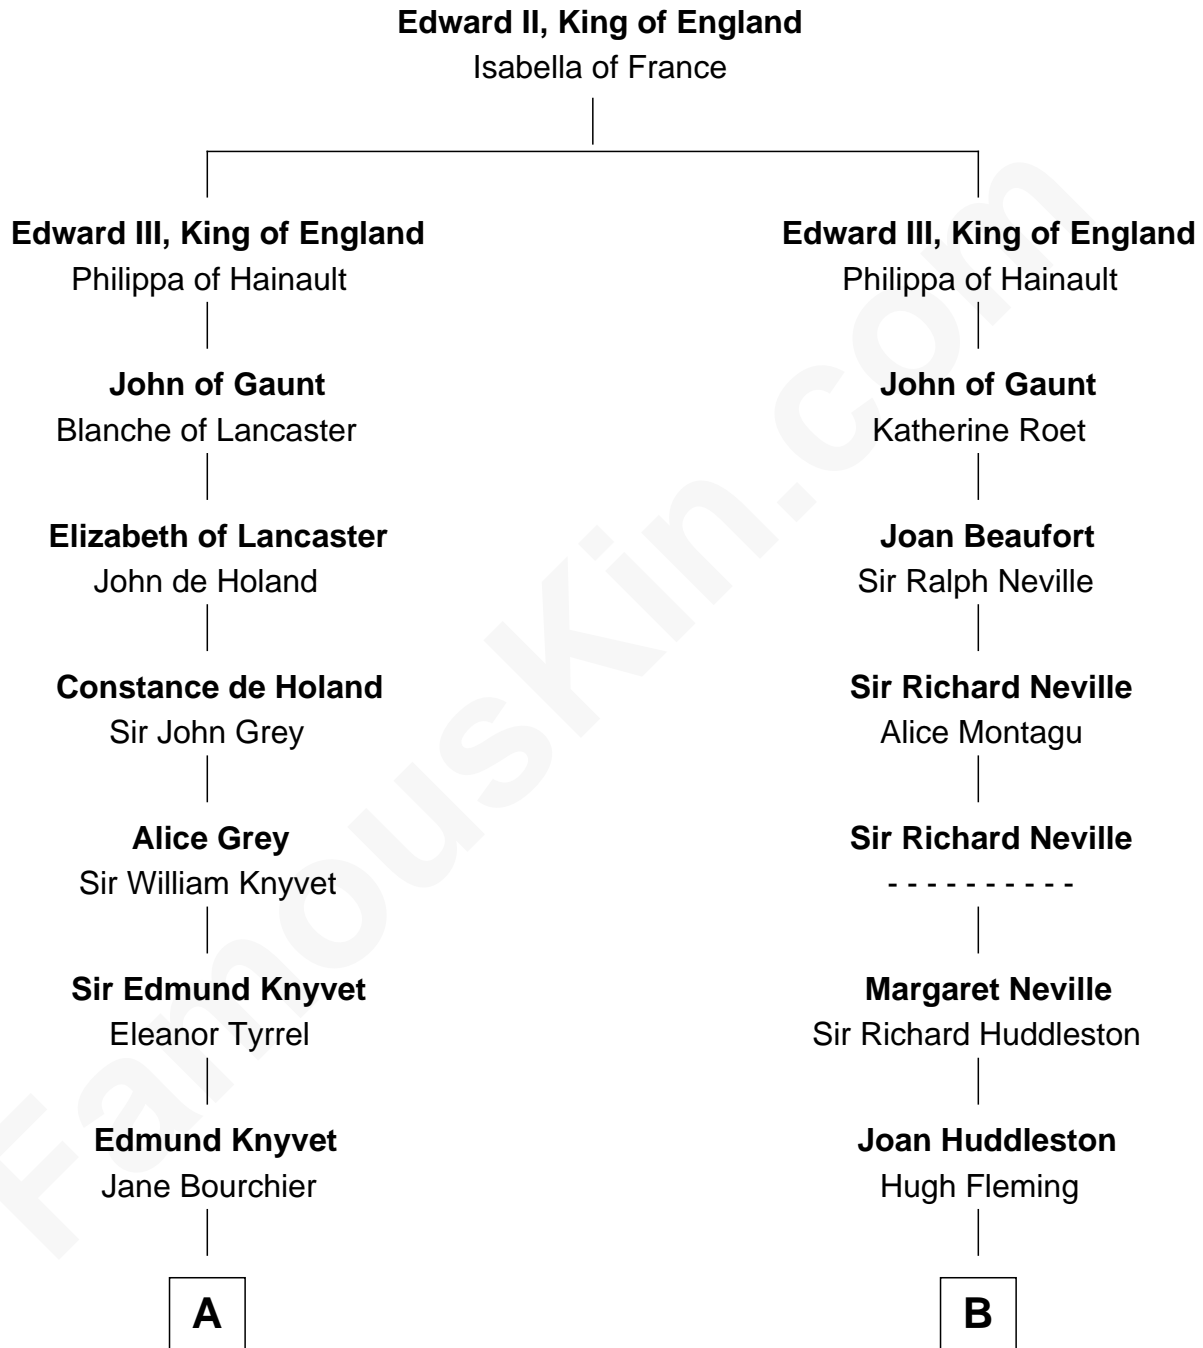 Edward II, King of England
Isabella of France
Edward III, King of England
Philippa of Hainault
John of Gaunt
Blanche of Lancaster
Elizabeth of Lancaster
John de Holand
Constance de Holand
Sir John Grey
Alice Grey
Sir William Knyvet
Sir Edmund Knyvet
Eleanor Tyrrel
Edmund Knyvet
Jane Bourchier
A
Edward III, King of England
Philippa of Hainault
John of Gaunt
Katherine Roet
Joan Beaufort
Sir Ralph Neville
Sir Richard Neville
Alice Montagu
Sir Richard Neville
- - - - - - - - - -
Margaret Neville
Sir Richard Huddleston
Joan Huddleston
Hugh Fleming
B
FamousKin.com